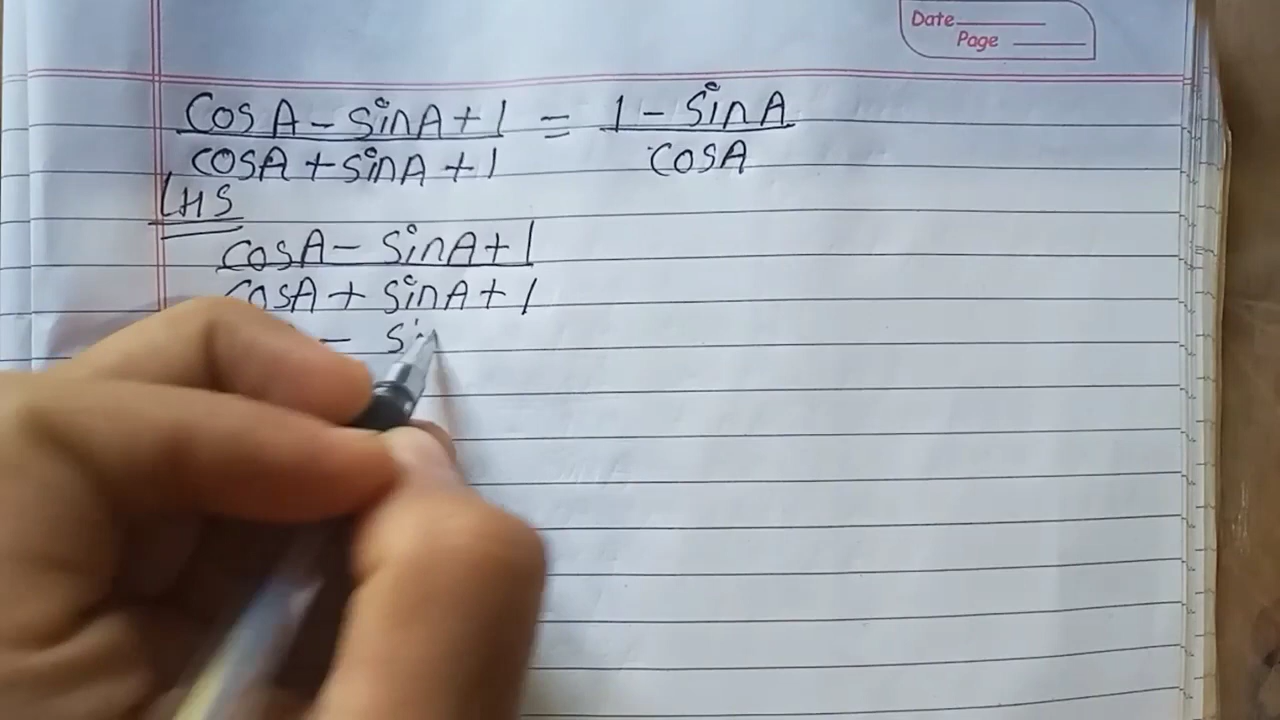 Date
Page
cosA - sinA + 1 = 1 - sinA
cosA + sinA + 1 cosA
LHS
cosA - sinA + 1
cosA + sinA + 1
-